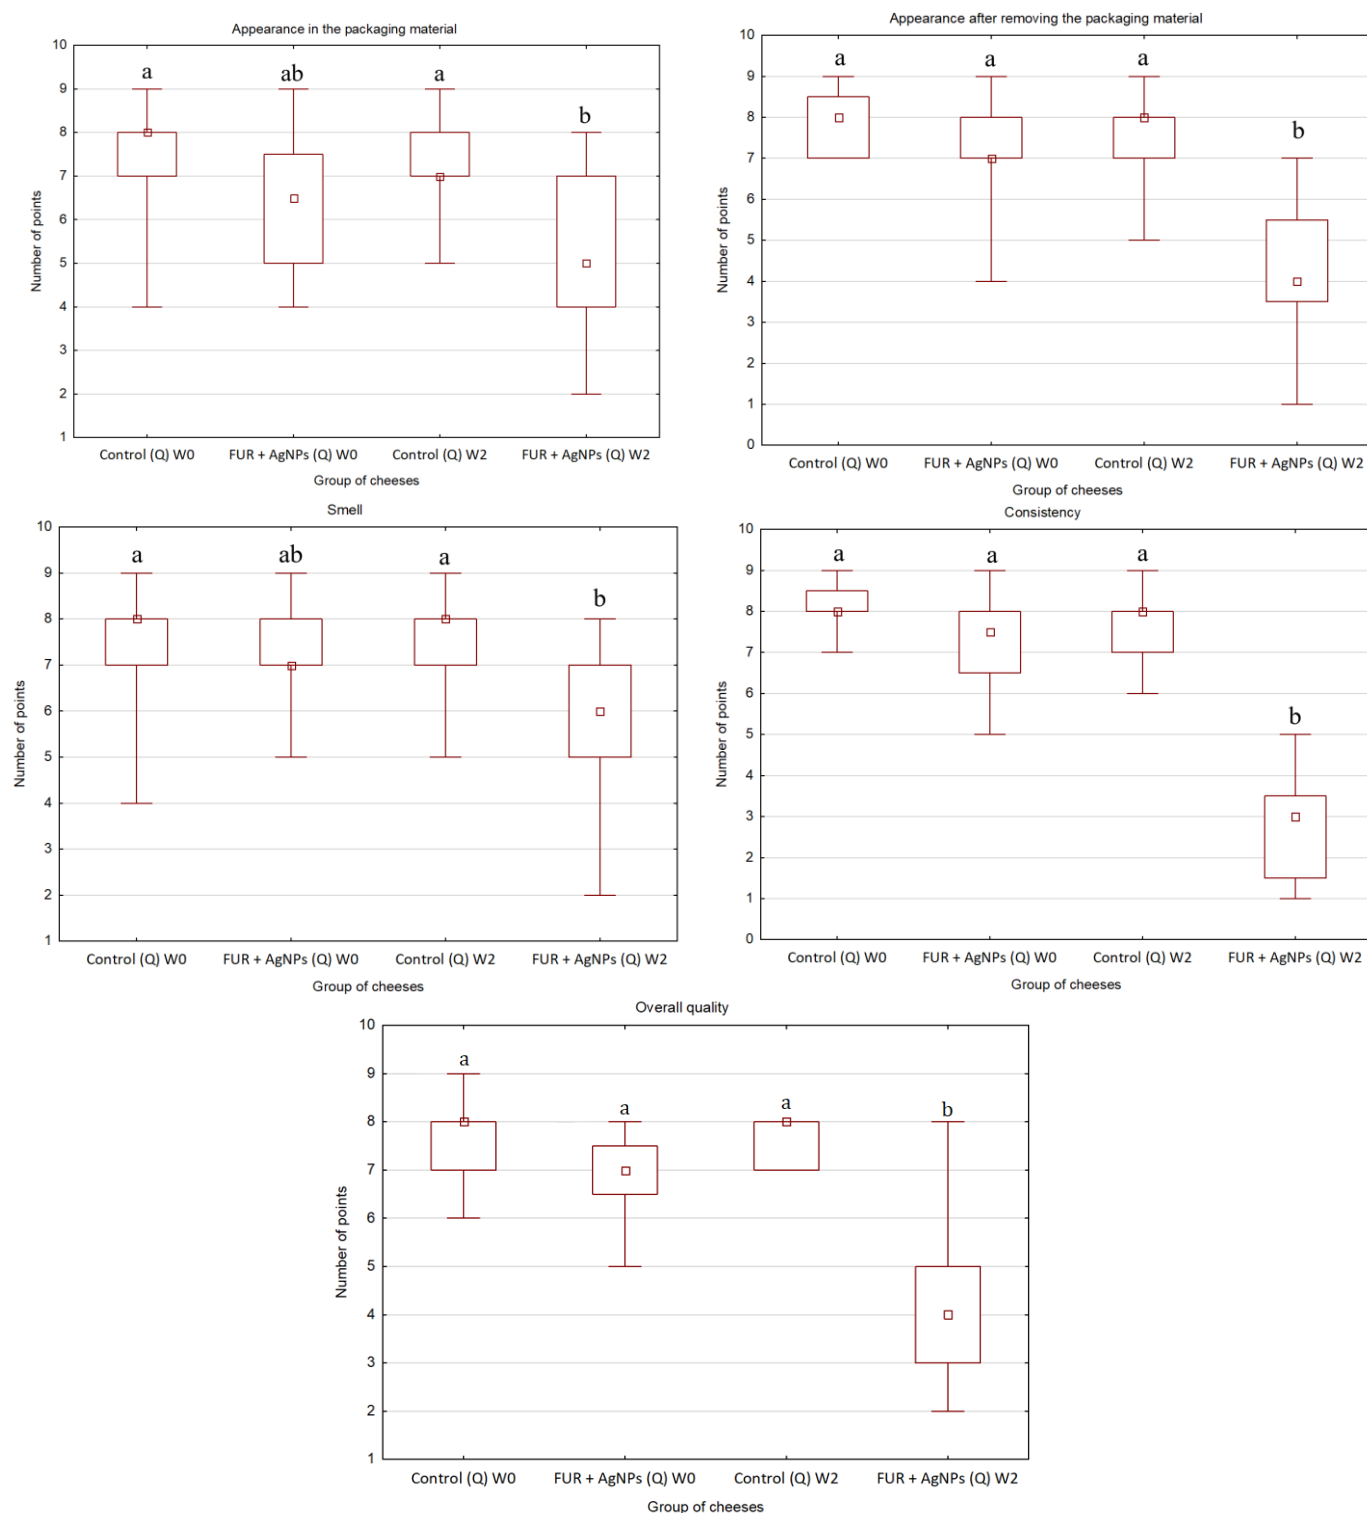 Appearance in the packaging material
10
9
8
7
6
5
4
3
2
1
Number of points
a
ab
a
b
Control (Q) W0
FUR + AgNPs (Q) W0
Control (Q) W2
FUR + AgNPs (Q) W2
Group of cheeses
Appearance after removing the packaging material
10
9
8
7
6
5
4
3
2
1
0
Number of points
a
a
a
b
Control (Q) W0
FUR + AgNPs (Q) W0
Control (Q) W2
FUR + AgNPs (Q) W2
Group of cheeses
Smell
10
9
8
7
6
5
4
3
2
1
Number of points
a
ab
a
b
Control (Q) W0
FUR + AgNPs (Q) W0
Control (Q) W2
FUR + AgNPs (Q) W2
Group of cheeses
Consistency
10
9
8
7
6
5
4
3
2
1
0
Number of points
a
a
a
b
Control (Q) W0
FUR + AgNPs (Q) W0
Control (Q) W2
FUR + AgNPs (Q) W2
Group of cheeses
Overall quality
10
9
8
7
6
5
4
3
2
1
Number of points
a
a
a
b
Control (Q) W0
FUR + AgNPs (Q) W0
Control (Q) W2
FUR + AgNPs (Q) W2
Group of cheeses